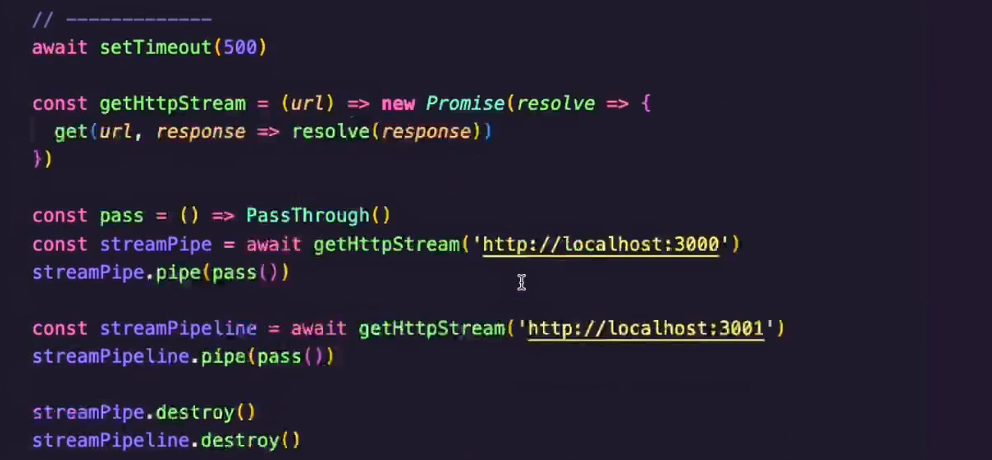 // -------------
await setTimeout(500)
const getHttpStream = (url) => new Promise(resolve => {
get(url, response => resolve(response))
})
const pass = () => PassThrough()
const streamPipe = await getHttpStream('http://localhost:3000')
streamPipe.pipe(pass())
const streamPipeline = await getHttpStream('http://localhost:3001')
streamPipeline.pipe(pass())
streamPipe.destroy()
streamPipeline.destroy()